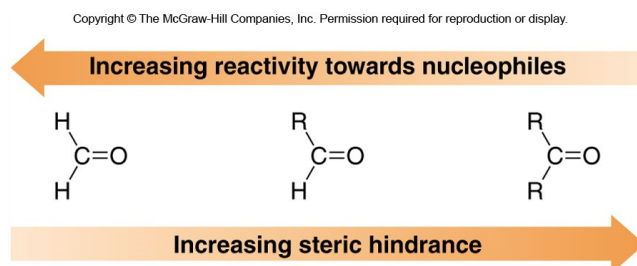 Copyright © The McGraw-Hill Companies, Inc. Permission required for reproduction or display.
Increasing reactivity towards nucleophiles
H R R
C=O C=O C=O
H H R
Increasing steric hindrance